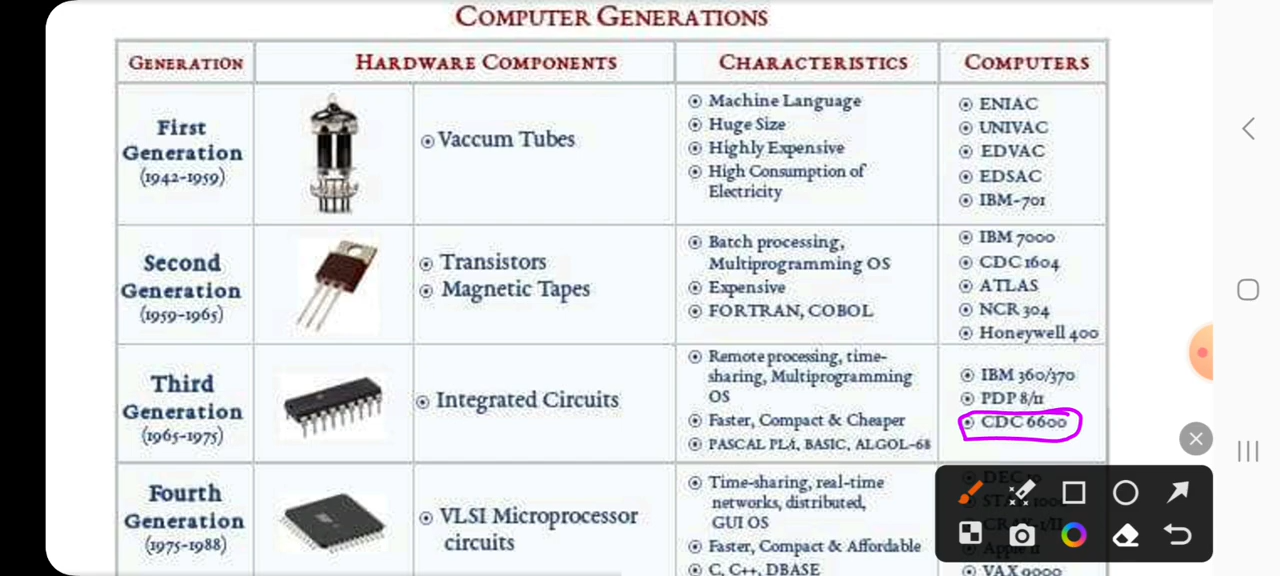 COMPUTER GENERATIONS
GENERATION
HARDWARE COMPONENTS
CHARACTERISTICS
COMPUTERS
First
Generation
(1942-1959)
Vaccum Tubes
Machine Language
Huge Size
Highly Expensive
High Consumption of
Electricity
ENIAC
UNIVAC
EDVAC
EDSAC
IBM-701
Second
Generation
(1959-1965)
Transistors
Magnetic Tapes
Batch processing,
Multiprogramming OS
Expensive
FORTRAN, COBOL
IBM 7000
CDC 1604
ATLAS
NCR 304
Honeywell 400
Third
Generation
(1965-1975)
Integrated Circuits
Remote processing, time-
sharing, Multiprogramming
OS
Faster, Compact & Cheaper
PASCAL PL/1, BASIC, ALGOL-68
IBM 360/370
PDP 8/11
CDC 6600
Fourth
Generation
(1975-1988)
VLSI Microprocessor
circuits
Time-sharing, real-time
networks, distributed,
GUI OS
Faster, Compact & Affordable
C, C++, DBASE
DEC 10
Apple II
VAX 9000